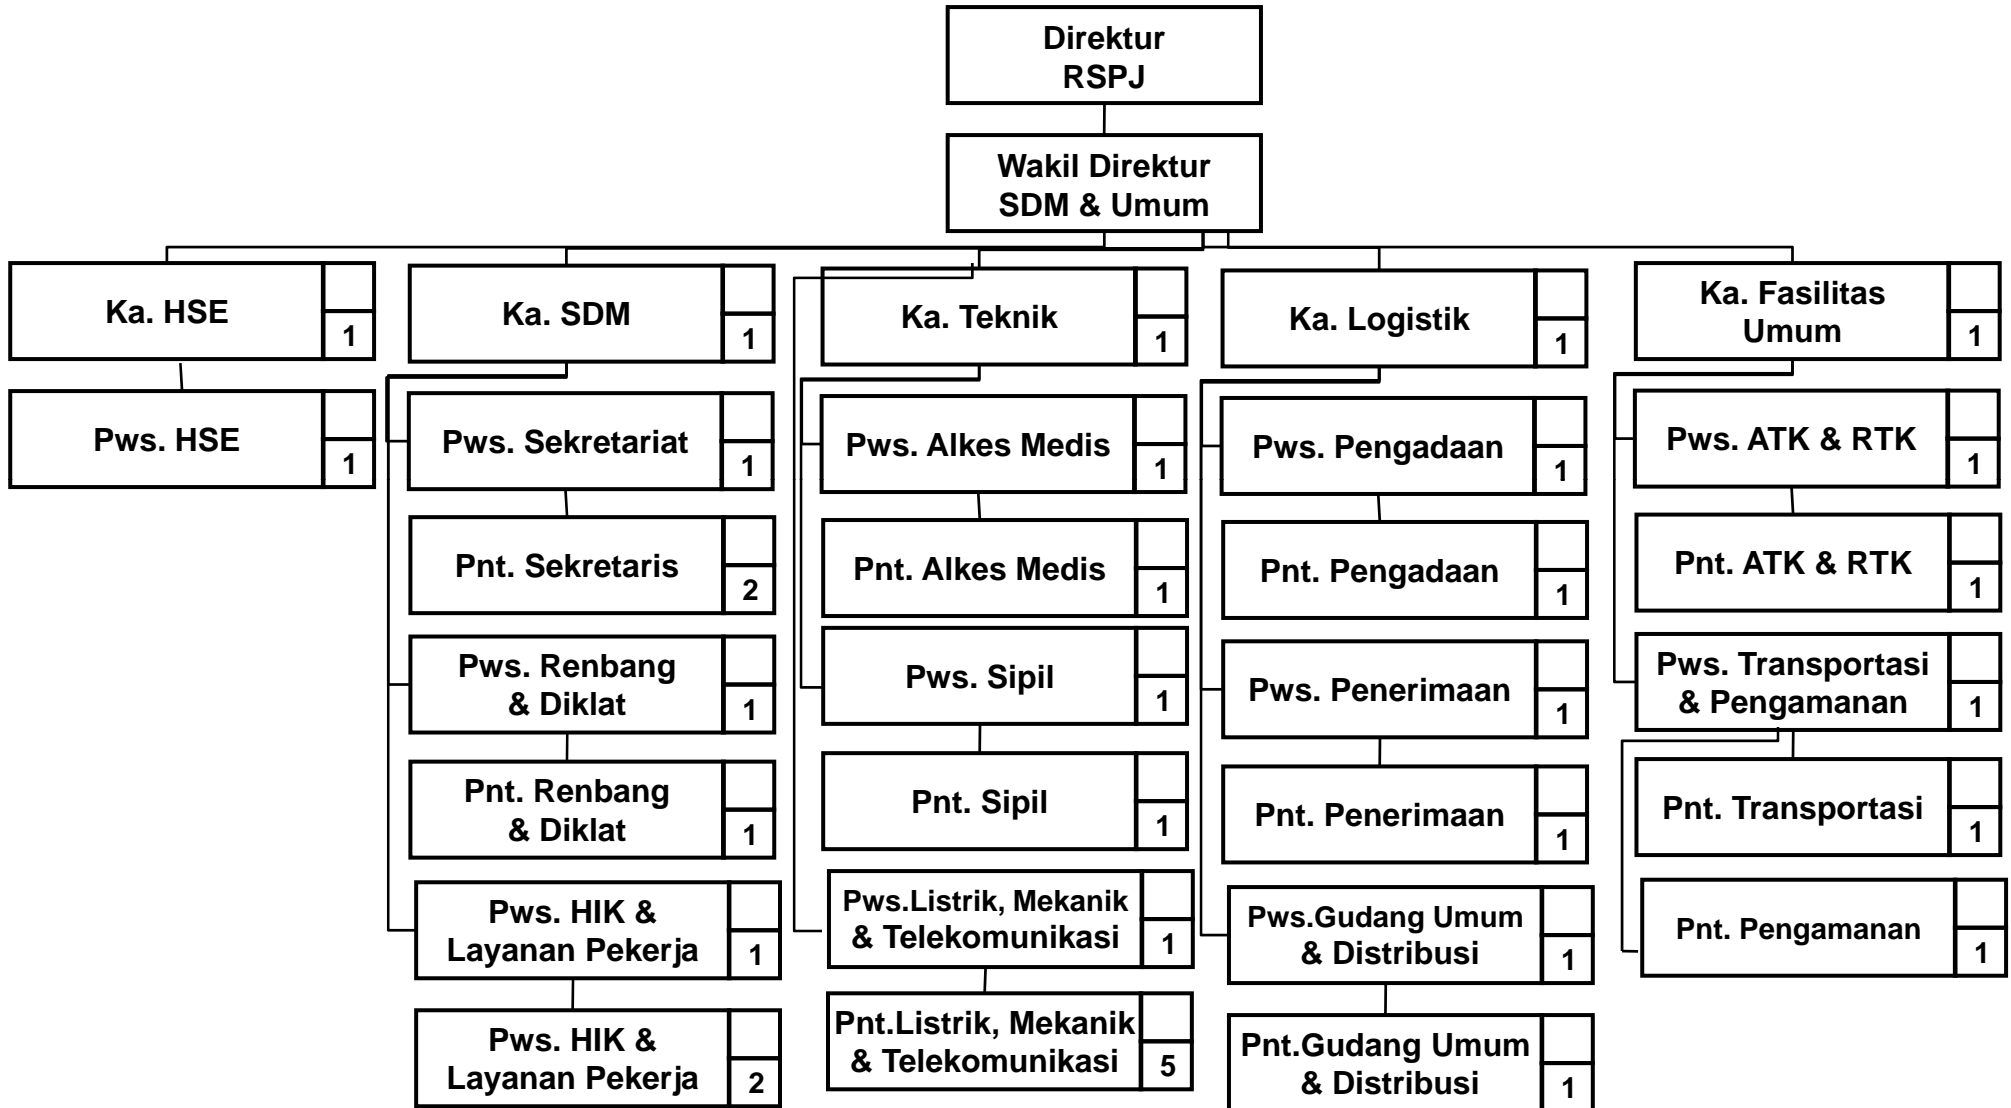 Direktur
RSPJ
Wakil Direktur
SDM & Umum
Ka. HSE
1
Pws. HSE
1
Ka. SDM
1
Pws. Sekretariat
1
Pnt. Sekretaris
2
Pws. Renbang
& Diklat
1
Pnt. Renbang
& Diklat
1
Pws. HIK &
Layanan Pekerja
1
Pws. HIK &
Layanan Pekerja
2
Ka. Teknik
1
Pws. Alkes Medis
1
Pnt. Alkes Medis
1
Pws. Sipil
1
Pnt. Sipil
1
Pws.Listrik, Mekanik
& Telekomunikasi
1
Pnt.Listrik, Mekanik
& Telekomunikasi
5
Ka. Logistik
1
Pws. Pengadaan
1
Pnt. Pengadaan
1
Pws. Penerimaan
1
Pnt. Penerimaan
1
Pws.Gudang Umum
& Distribusi
1
Pnt.Gudang Umum
& Distribusi
1
Ka. Fasilitas
Umum
1
Pws. ATK & RTK
1
Pnt. ATK & RTK
1
Pws. Transportasi
& Pengamanan
1
Pnt. Transportasi
1
Pnt. Pengamanan
1